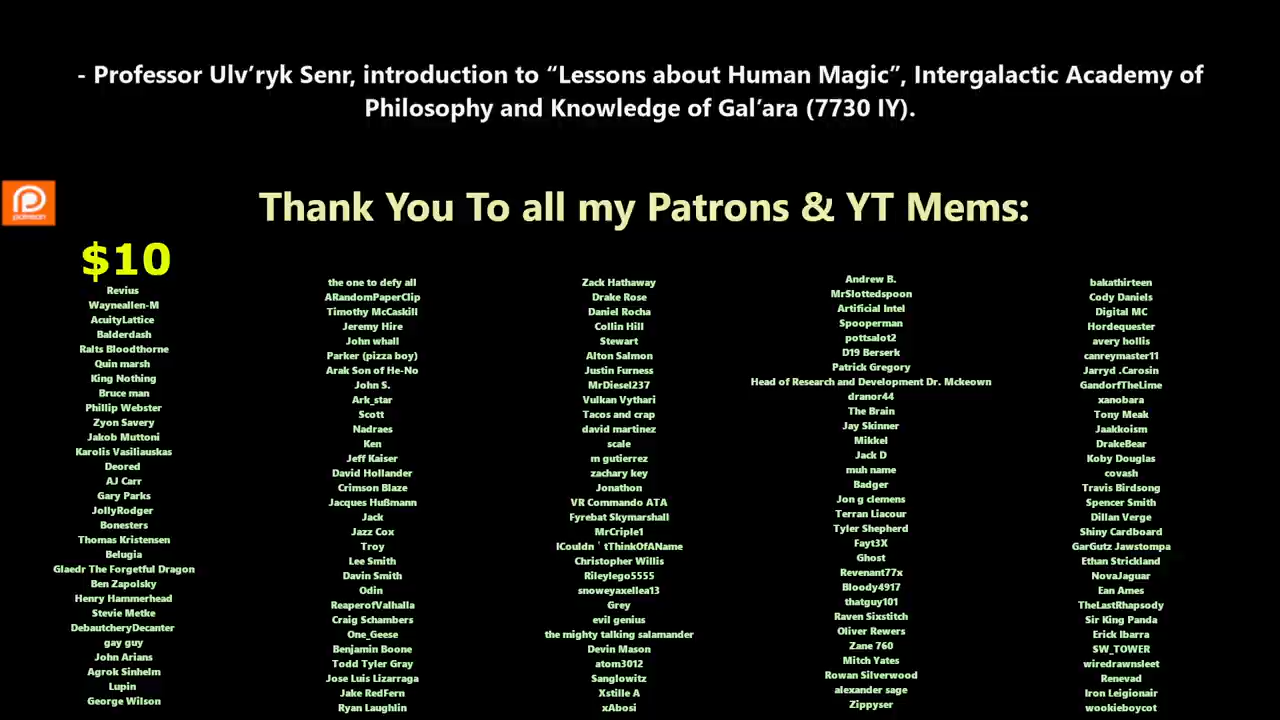 - Professor Ulv’ryk Senr, introduction to “Lessons about Human Magic”, Intergalactic Academy of
Philosophy and Knowledge of Gal’ara (7730 IY).
patreon
Thank You To all my Patrons & YT Mems:
$10
Revius
Wayneallen-M
AcuityLattice
Balderdash
Ralts Bloodthorne
Quin marsh
King Nothing
Bruce man
Phillip Webster
Zyon Savery
Jakob Muttoni
Karolis Vasiliauskas
Deored
AJ Carr
Gary Parks
JollyRodger
Bonesters
Thomas Kristensen
Belugia
Glaedr The Forgetful Dragon
Ben Zapolsky
Henry Hammerhead
Stevie Metke
DebautcheryDecanter
gay guy
John Arians
Agrok Sinhelm
Lupin
George Wilson
the one to defy all
ARandomPaperClip
Timothy McCaskill
Jeremy Hire
John whall
Parker (pizza boy)
Arak Son of He-No
John S.
Ark_star
Scott
Nadraes
Ken
Jeff Kaiser
David Hollander
Crimson Blaze
Jacques Hußmann
Jack
Jazz Cox
Troy
Lee Smith
Davin Smith
Odin
ReaperofValhalla
Craig Schambers
One_Geese
Benjamin Boone
Todd Tyler Gray
Jose Luis Lizarraga
Jake RedFern
Ryan Laughlin
Zack Hathaway
Drake Rose
Daniel Rocha
Collin Hill
Stewart
Alton Salmon
Justin Furness
MrDiesel237
Vulkan Vythari
Tacos and crap
david martinez
scale
m gutierrez
zachary key
Jonathon
VR Commando ATA
Fyrebat Skymarshall
MrCriple1
ICouldn＇tThinkOfAName
Christopher Willis
Rileylego5555
snoweyaxellea13
Grey
evil genius
the mighty talking salamander
Devin Mason
atom3012
Sanglowitz
Xstille A
xAbosi
Andrew B.
MrSlottedspoon
Artificial Intel
Spooperman
pottsalot2
D19 Berserk
Patrick Gregory
Head of Research and Development Dr. Mckeown
dranor44
The Brain
Jay Skinner
Mikkel
Jack D
muh name
Badger
Jon g clemens
Terran Liacour
Tyler Shepherd
Fayt3X
Ghost
Revenant77x
Bloody4917
thatguy101
Raven Sixstitch
Oliver Rewers
Zane 760
Mitch Yates
Rowan Silverwood
alexander sage
Zippyser
bakathirteen
Cody Daniels
Digital MC
Hordequester
avery hollis
canreymaster11
Jarryd .Carosin
GandorfTheLime
xanobara
Tony Meak
Jaakkoism
DrakeBear
Koby Douglas
covash
Travis Birdsong
Spencer Smith
Dillan Verge
Shiny Cardboard
GarGutz Jawstompa
Ethan Strickland
NovaJaguar
Ean Ames
TheLastRhapsody
Sir King Panda
Erick Ibarra
SW_TOWER
wiredrawnsleet
Renevad
Iron Leigionair
wookieboycot